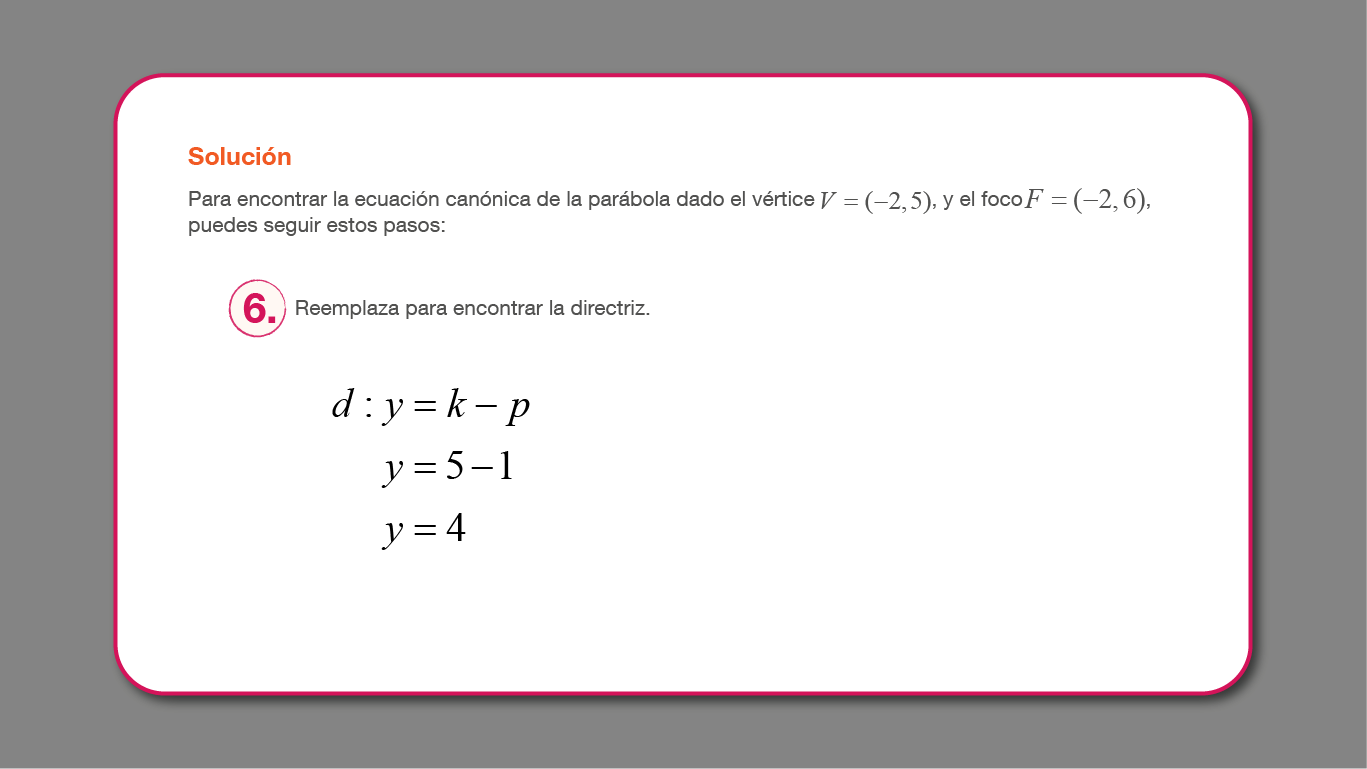 Solución
Para encontrar la ecuación canónica de la parábola dado el vértice V = (−2, 5), y el foco F = (−2, 6),
puedes seguir estos pasos:
6. Reemplaza para encontrar la directriz.
d : y = k − p
y = 5 − 1
y = 4